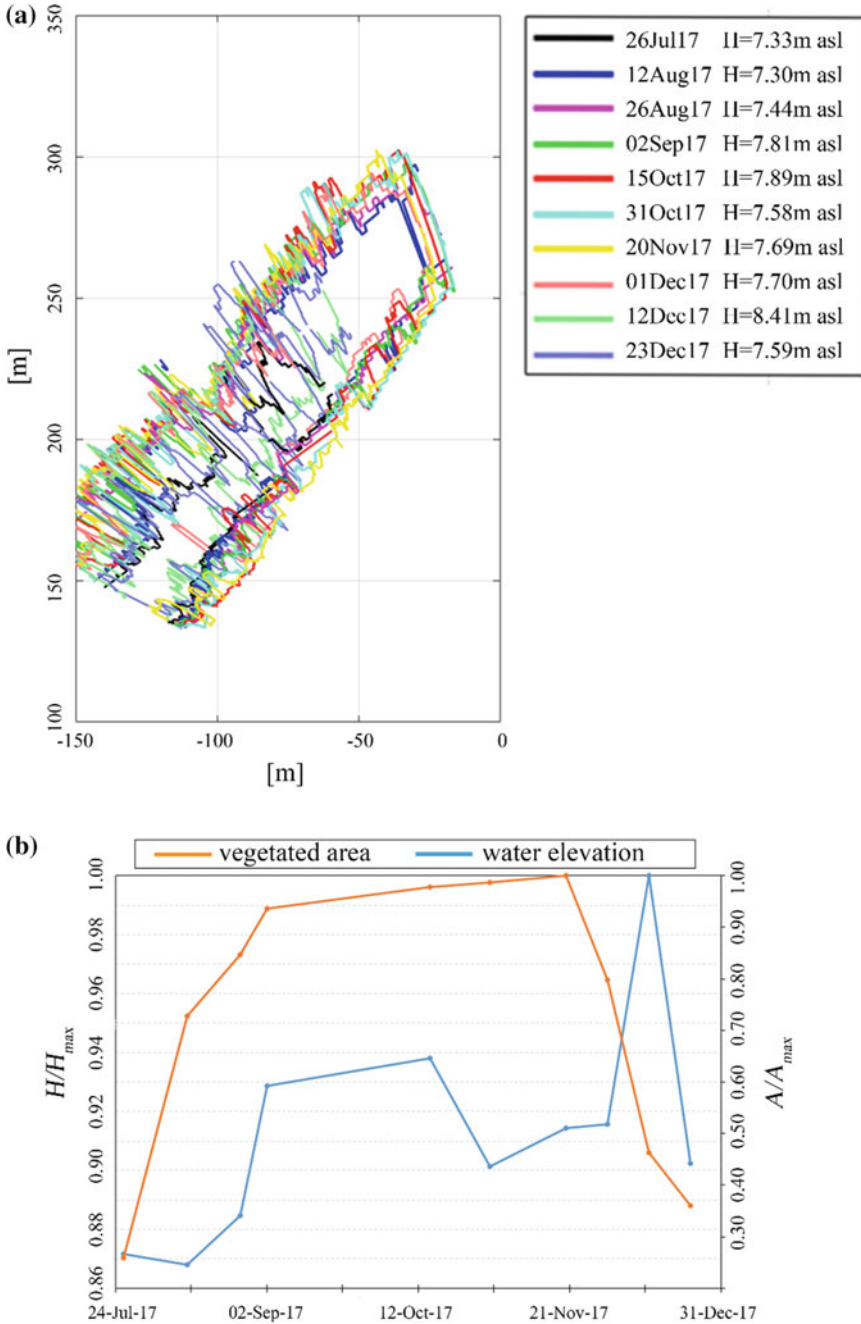 (a)
350
300
250
200
150
100
[m]
-150 -100 -50 0
[m]
26Jul17 H=7.33m asl
12Aug17 H=7.30m asl
26Aug17 H=7.44m asl
02Sep17 H=7.81m asl
15Oct17 H=7.89m asl
31Oct17 H=7.58m asl
20Nov17 H=7.69m asl
01Dec17 H=7.70m asl
12Dec17 H=8.41m asl
23Dec17 H=7.59m asl
(b)
vegetated area water elevation
1.00
0.98
0.96
0.94
0.92
0.90
0.88
0.86
H/Hmax
1.00
0.90
0.80
0.70
0.60
0.50
0.40
0.30
A/Amax
24-Jul-17 02-Sep-17 12-Oct-17 21-Nov-17 31-Dec-17